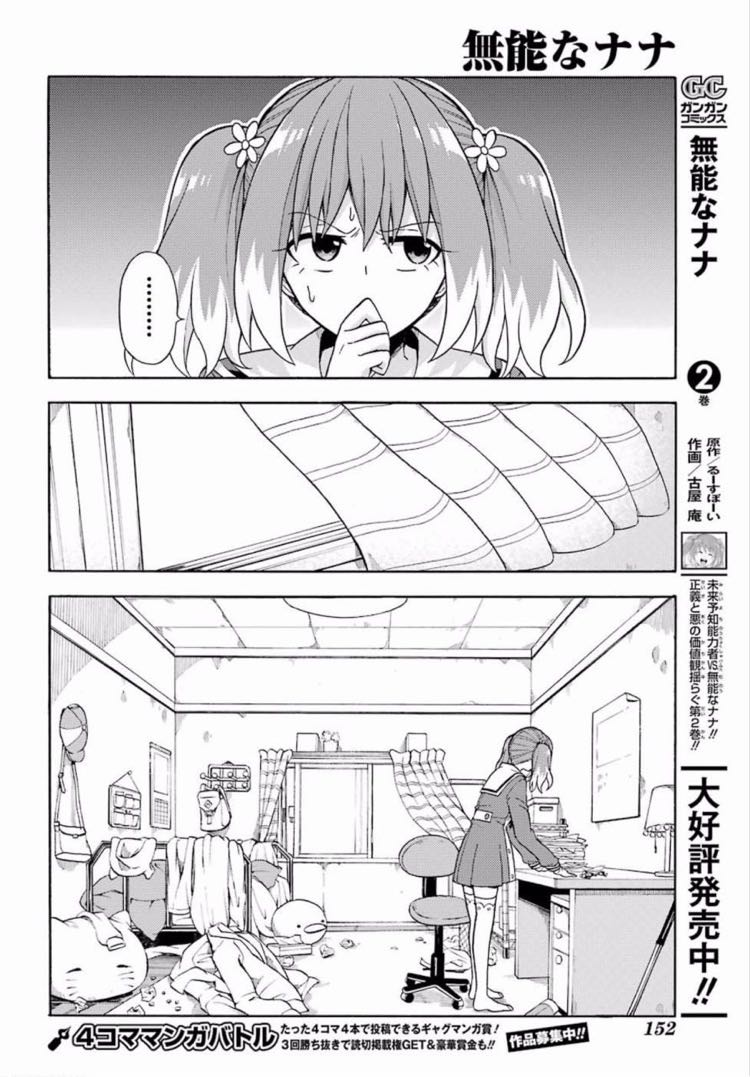 無能なナナ
GC
ガンガン
コミックス
無能なナナ
2
巻
原作／るーすぼーい
作画／古屋 庵
未来予知能力者VS.無能なナナ!!
正義と悪の価値観揺らぐ第2巻!!
大好評発売中!!
………
4コママンガバトル
たった4コマ4本で投稿できるギャグマンガ賞！
3回勝ち抜きで読切掲載権GET&豪華賞金も!!
作品募集中!!
152